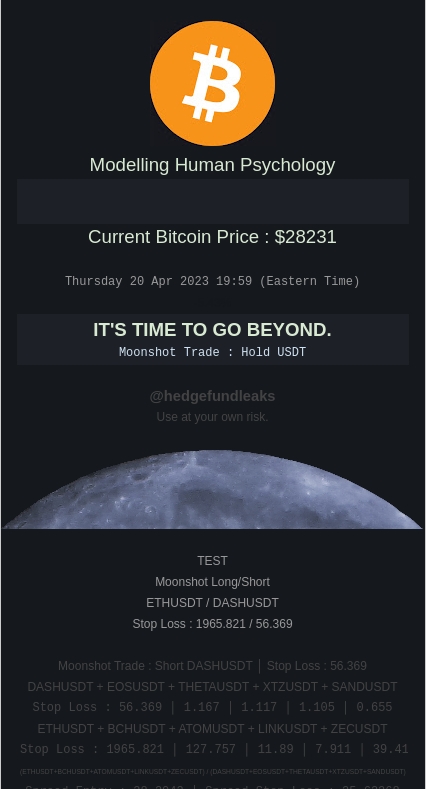 Modelling Human Psychology
Current Bitcoin Price : $28231
Thursday 20 Apr 2023 19:59 (Eastern Time)
IT'S TIME TO GO BEYOND.
Moonshot Trade : Hold USDT
@hedgefundleaks
Use at your own risk.
TEST
Moonshot Long/Short
ETHUSDT / DASHUSDT
Stop Loss : 1965.821 / 56.369
Moonshot Trade : Short DASHUSDT │ Stop Loss : 56.369
DASHUSDT + EOSUSDT + THETAUSDT + XTZUSDT + SANDUSDT
Stop Loss : 56.369 │ 1.167 │ 1.117 │ 1.105 │ 0.655
ETHUSDT + BCHUSDT + ATOMUSDT + LINKUSDT + ZECUSDT
Stop Loss : 1965.821 │ 127.757 │ 11.89 │ 7.911 │ 39.41
(ETHUSDT+BCHUSDT+ATOMUSDT+LINKUSDT+ZECUSDT) / (DASHUSDT+EOSUSDT+THETAUSDT+XTZUSDT+SANDUSDT)